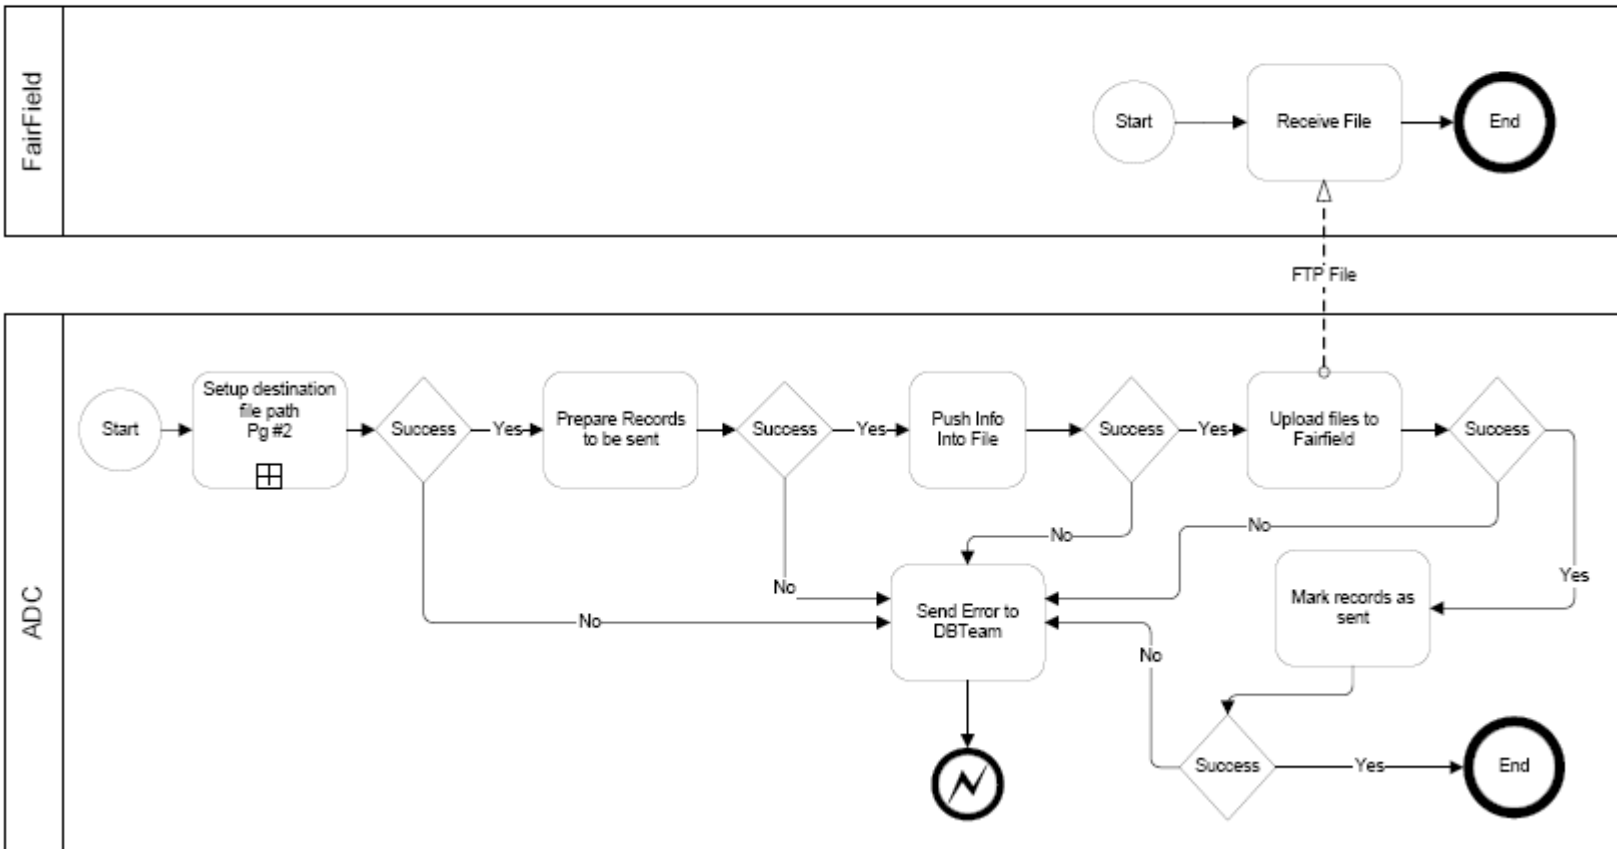 FairField
Start
Receive File
End
FTP File
ADC
Start
Setup destination
file path
Pg #2
Success
Yes
Prepare Records
to be sent
Success
Yes
Push Info
Into File
Success
Yes
Upload files to
Fairfield
Success
No
No
No
No
Yes
Send Error to
DBTeam
Mark records as
sent
No
Success
Yes
End